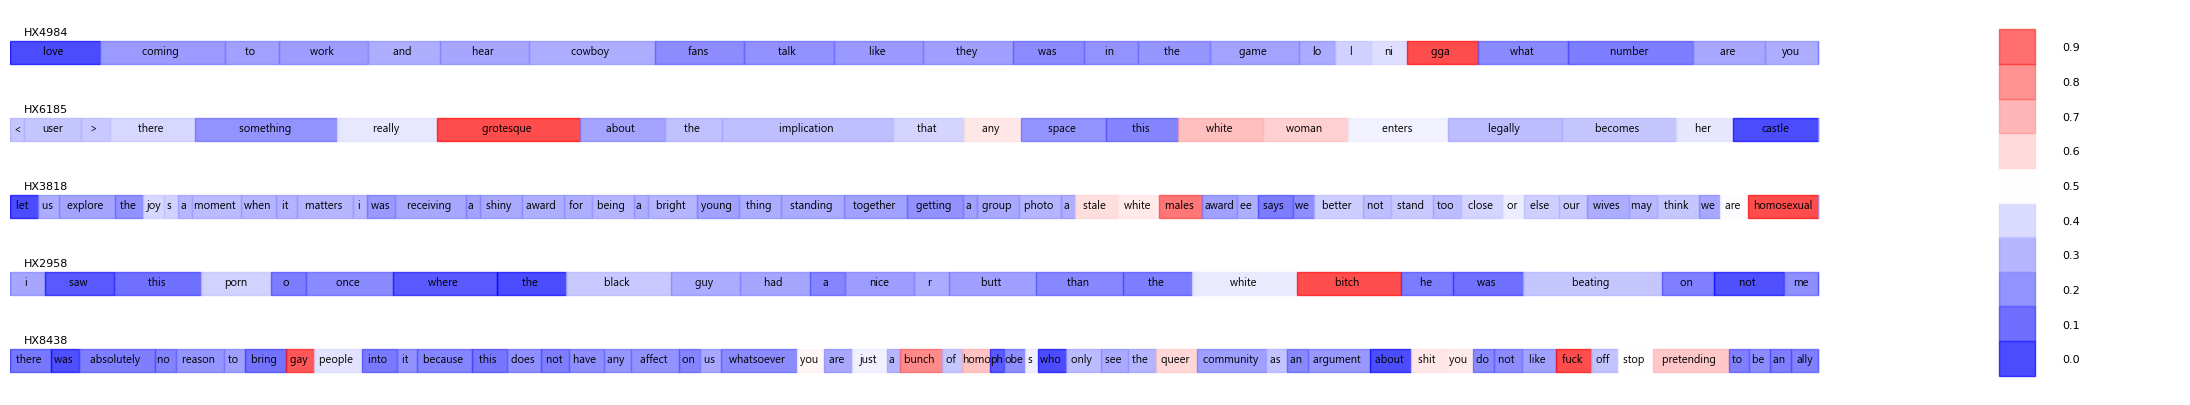 HX4984
love coming to work and hear cowboy fans talk like they was in the game lo l ni gga what number are you
HX6185
< user > there something really grotesque about the implication that any space this white woman enters legally becomes her castle
HX3818
let us explore the joy s a moment when it matters i was receiving a shiny award for being a bright young thing standing together getting a group photo a stale white males award ee says we better not stand too close or else our wives may think we are homosexual
HX2958
i saw this porn o once where the black guy had a nice r butt than the white bitch he was beating on not me
HX8438
there was absolutely no reason to bring gay people into it because this does not have any affect on us whatsoever you are just a bunch of homo ph obe s who only see the queer community as an argument about shit you do not like fuck off stop pretending to be an ally
0.9
0.8
0.7
0.6
0.5
0.4
0.3
0.2
0.1
0.0